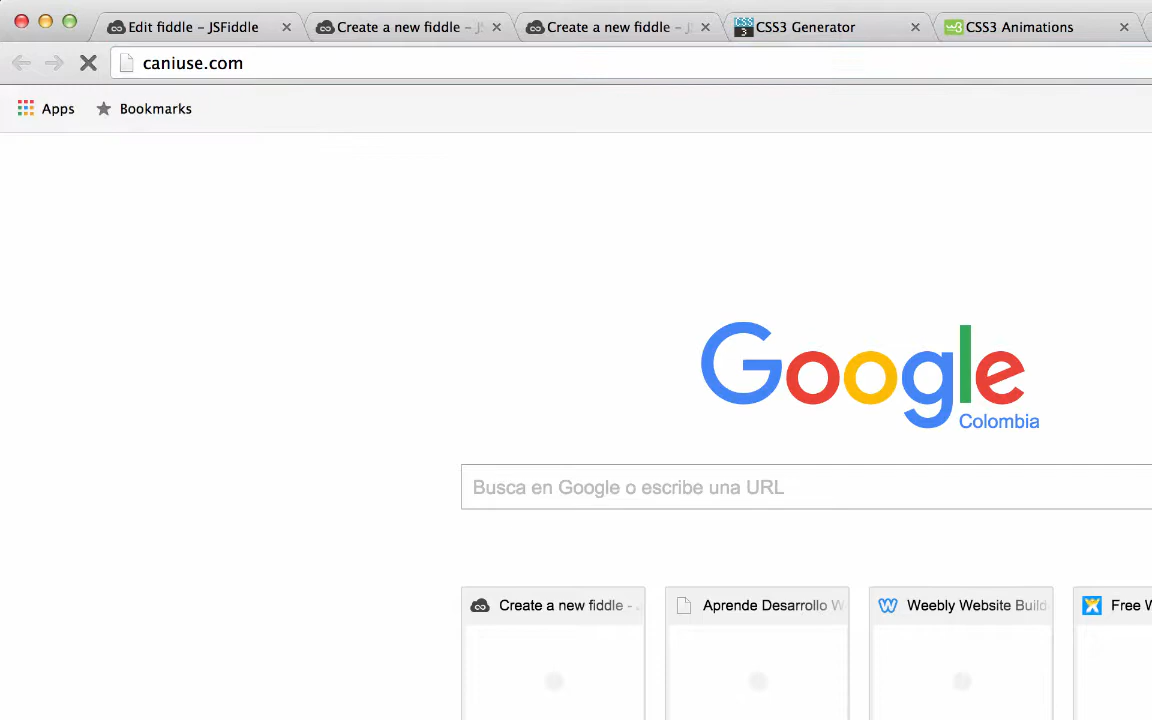 Edit fiddle – JSFiddle
Create a new fiddle –
Create a new fiddle –
CSS3 Generator
CSS3 Animations
caniuse.com
Apps
Bookmarks
Google
Colombia
Busca en Google o escribe una URL
Create a new fiddle -
Aprende Desarrollo W
Weebly Website Build
Free W